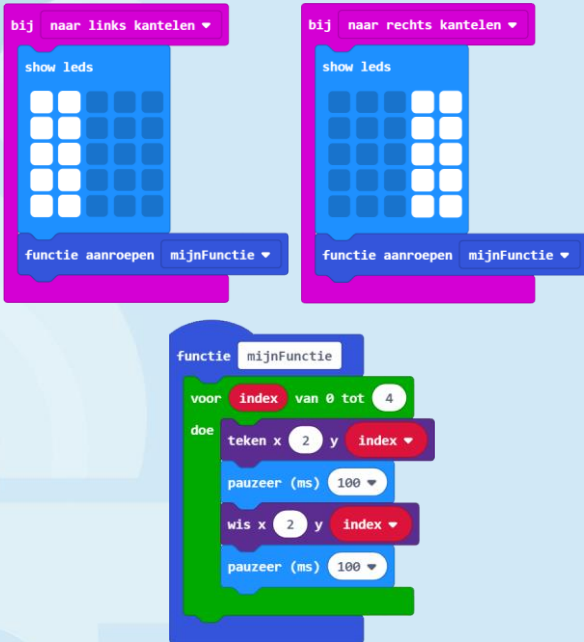 bij naar links kantelen
show leds
functie aanroepen mijnFunctie
bij naar rechts kantelen
show leds
functie aanroepen mijnFunctie
functie mijnFunctie
voor index van 0 tot 4
doe
teken x 2 y index
pauzeer (ms) 100
wis x 2 y index
pauzeer (ms) 100